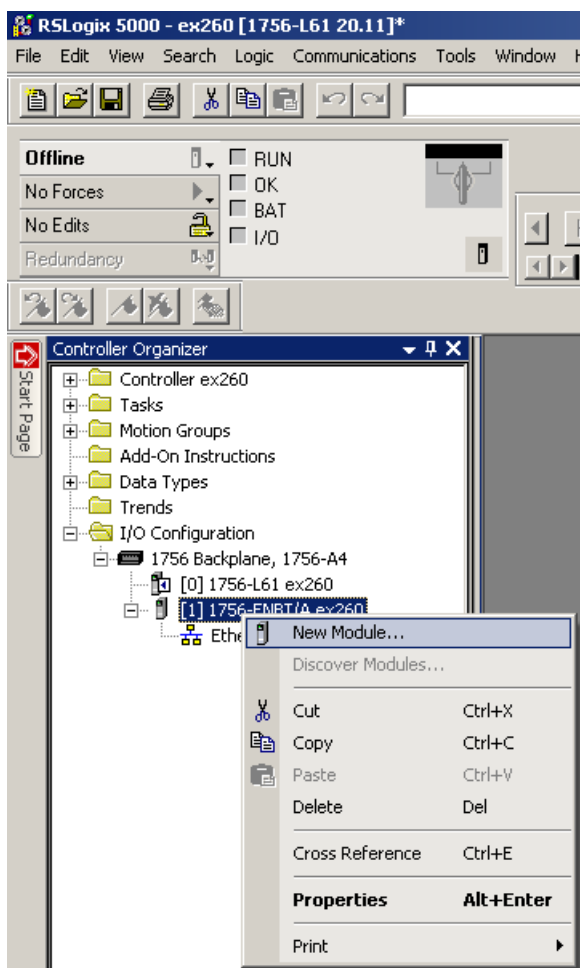 RSLogix 5000 - ex260 [1756-L61 20.11]*
File Edit View Search Logic Communications Tools Window
Offline
RUN
No Forces
OK
No Edits
BAT
Redundancy
I/O
Start Page
Controller Organizer
Controller ex260
Tasks
Motion Groups
Add-On Instructions
Data Types
Trends
I/O Configuration
1756 Backplane, 1756-A4
[0] 1756-L61 ex260
[1] 1756-ENBT/A ex260
New Module...
Discover Modules...
Cut Ctrl+X
Copy Ctrl+C
Paste Ctrl+V
Delete Del
Cross Reference Ctrl+E
Properties Alt+Enter
Print